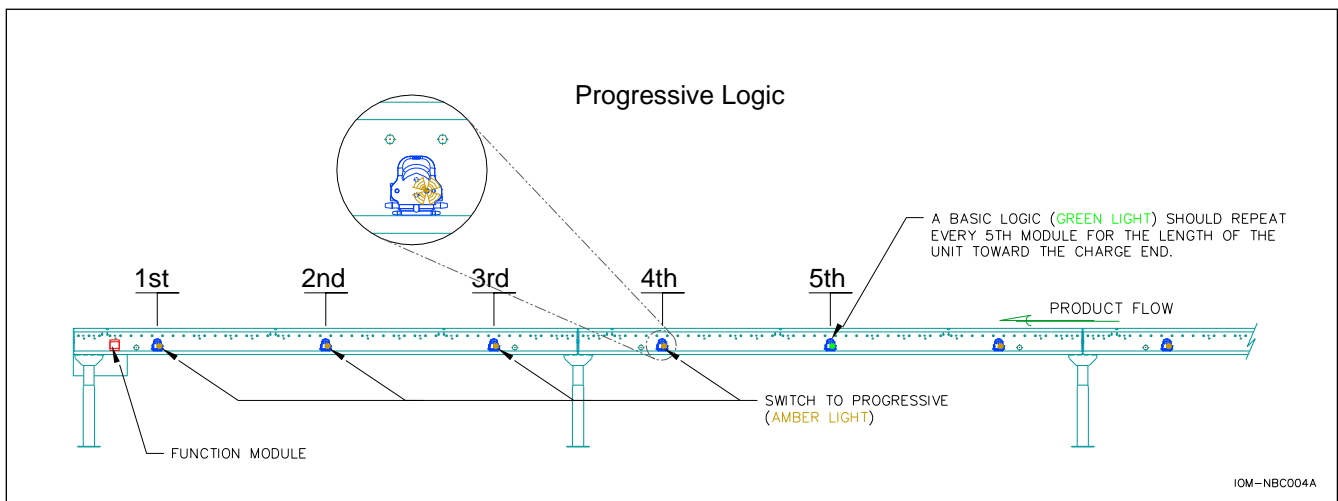 Progressive Logic
A BASIC LOGIC (GREEN LIGHT) SHOULD REPEAT
EVERY 5TH MODULE FOR THE LENGTH OF THE
UNIT TOWARD THE CHARGE END.
1st
2nd
3rd
4th
5th
PRODUCT FLOW
SWITCH TO PROGRESSIVE
(AMBER LIGHT)
FUNCTION MODULE
IOM-NBC004A